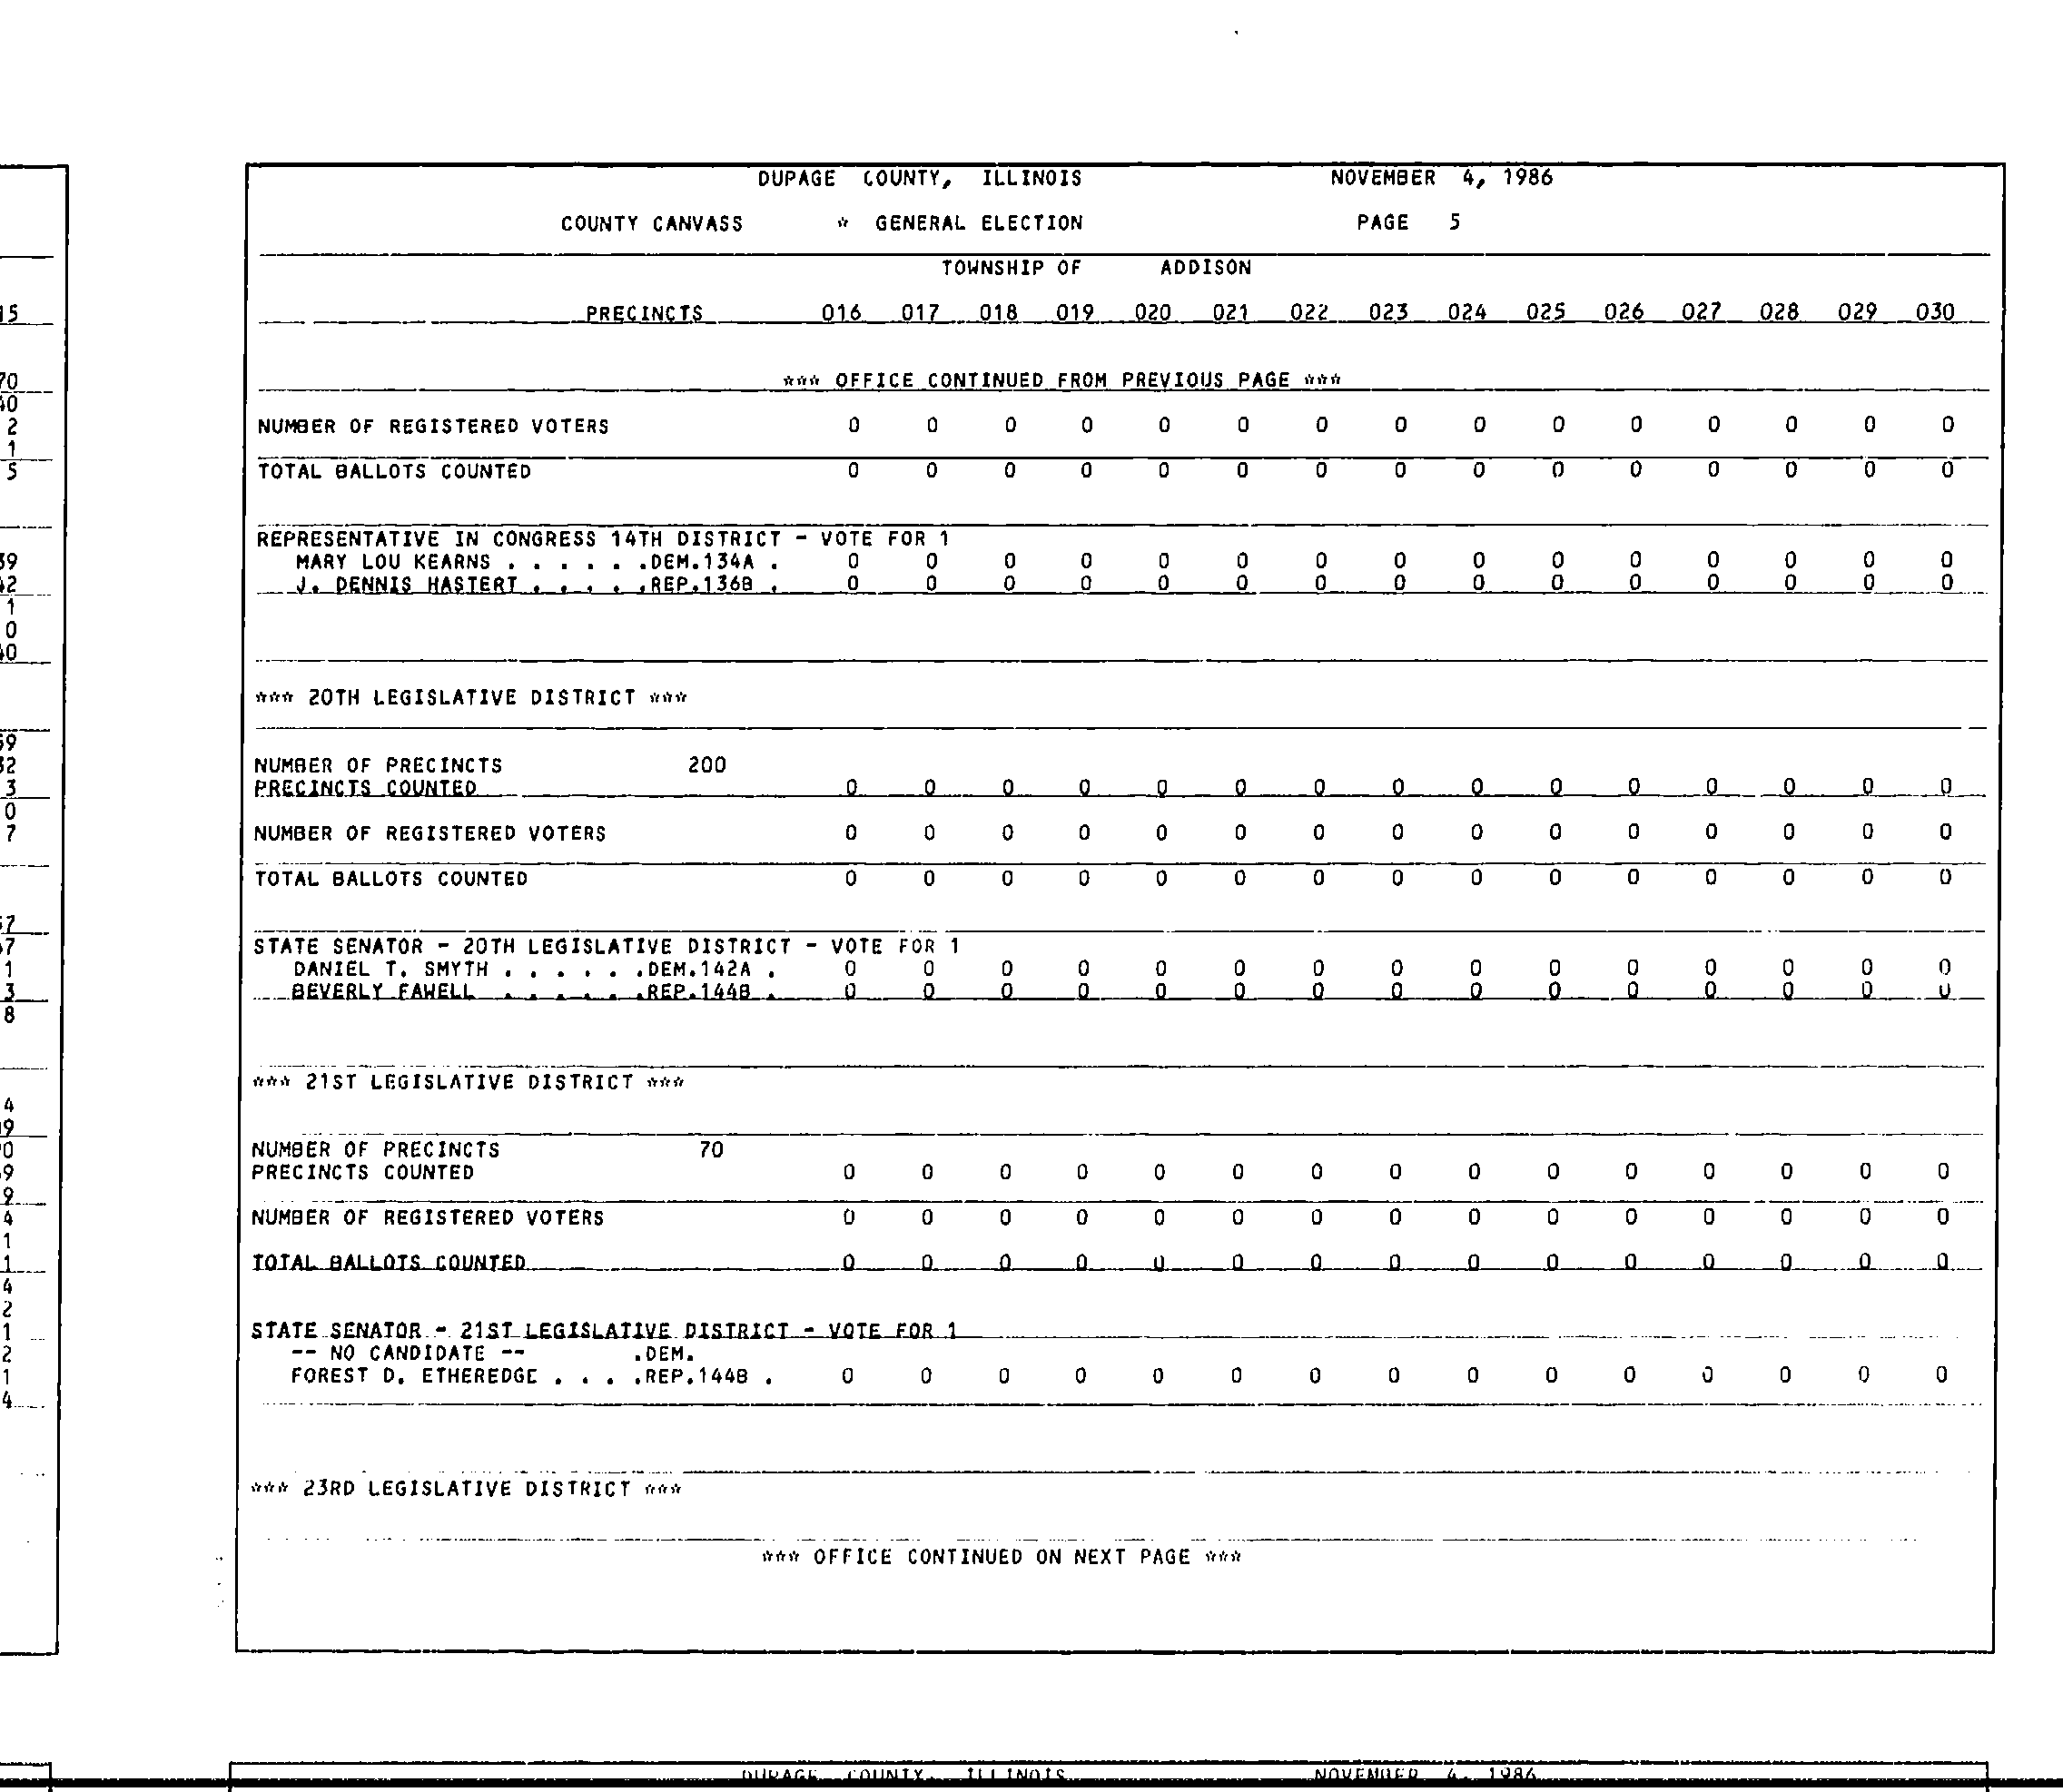 DUPAGE COUNTY, ILLINOIS NOVEMBER 4, 1986
COUNTY CANVASS * GENERAL ELECTION PAGE 5
TOWNSHIP OF ADDISON
PRECINCTS 016 017 018 019 020 021 022 023 024 025 026 027 028 029 030
*** OFFICE CONTINUED FROM PREVIOUS PAGE ***
NUMBER OF REGISTERED VOTERS 0 0 0 0 0 0 0 0 0 0 0 0 0 0 0
TOTAL BALLOTS COUNTED 0 0 0 0 0 0 0 0 0 0 0 0 0 0 0
REPRESENTATIVE IN CONGRESS 14TH DISTRICT - VOTE FOR 1
MARY LOU KEARNS . . . . . .DEM.134A . 0 0 0 0 0 0 0 0 0 0 0 0 0 0 0
J. DENNIS HASTERT . . . . .REP.136B . 0 0 0 0 0 0 0 0 0 0 0 0 0 0 0
*** 20TH LEGISLATIVE DISTRICT ***
NUMBER OF PRECINCTS 200
PRECINCTS COUNTED 0 0 0 0 0 0 0 0 0 0 0 0 0 0 0
NUMBER OF REGISTERED VOTERS 0 0 0 0 0 0 0 0 0 0 0 0 0 0 0
TOTAL BALLOTS COUNTED 0 0 0 0 0 0 0 0 0 0 0 0 0 0 0
STATE SENATOR - 20TH LEGISLATIVE DISTRICT - VOTE FOR 1
DANIEL T. SMYTH . . . . . .DEM.142A . 0 0 0 0 0 0 0 0 0 0 0 0 0 0 0
BEVERLY FAWELL . . . . . .REP.144B . 0 0 0 0 0 0 0 0 0 0 0 0 0 0 0
*** 21ST LEGISLATIVE DISTRICT ***
NUMBER OF PRECINCTS 70
PRECINCTS COUNTED 0 0 0 0 0 0 0 0 0 0 0 0 0 0 0
NUMBER OF REGISTERED VOTERS 0 0 0 0 0 0 0 0 0 0 0 0 0 0 0
TOTAL BALLOTS COUNTED 0 0 0 0 0 0 0 0 0 0 0 0 0 0 0
STATE SENATOR - 21ST LEGISLATIVE DISTRICT - VOTE FOR 1
-- NO CANDIDATE -- .DEM.
FOREST D. ETHEREDGE . . . .REP.144B . 0 0 0 0 0 0 0 0 0 0 0 0 0 0 0
*** 23RD LEGISLATIVE DISTRICT ***
*** OFFICE CONTINUED ON NEXT PAGE ***
DUPAGE COUNTY, ILLINOIS NOVEMBER 4, 1986